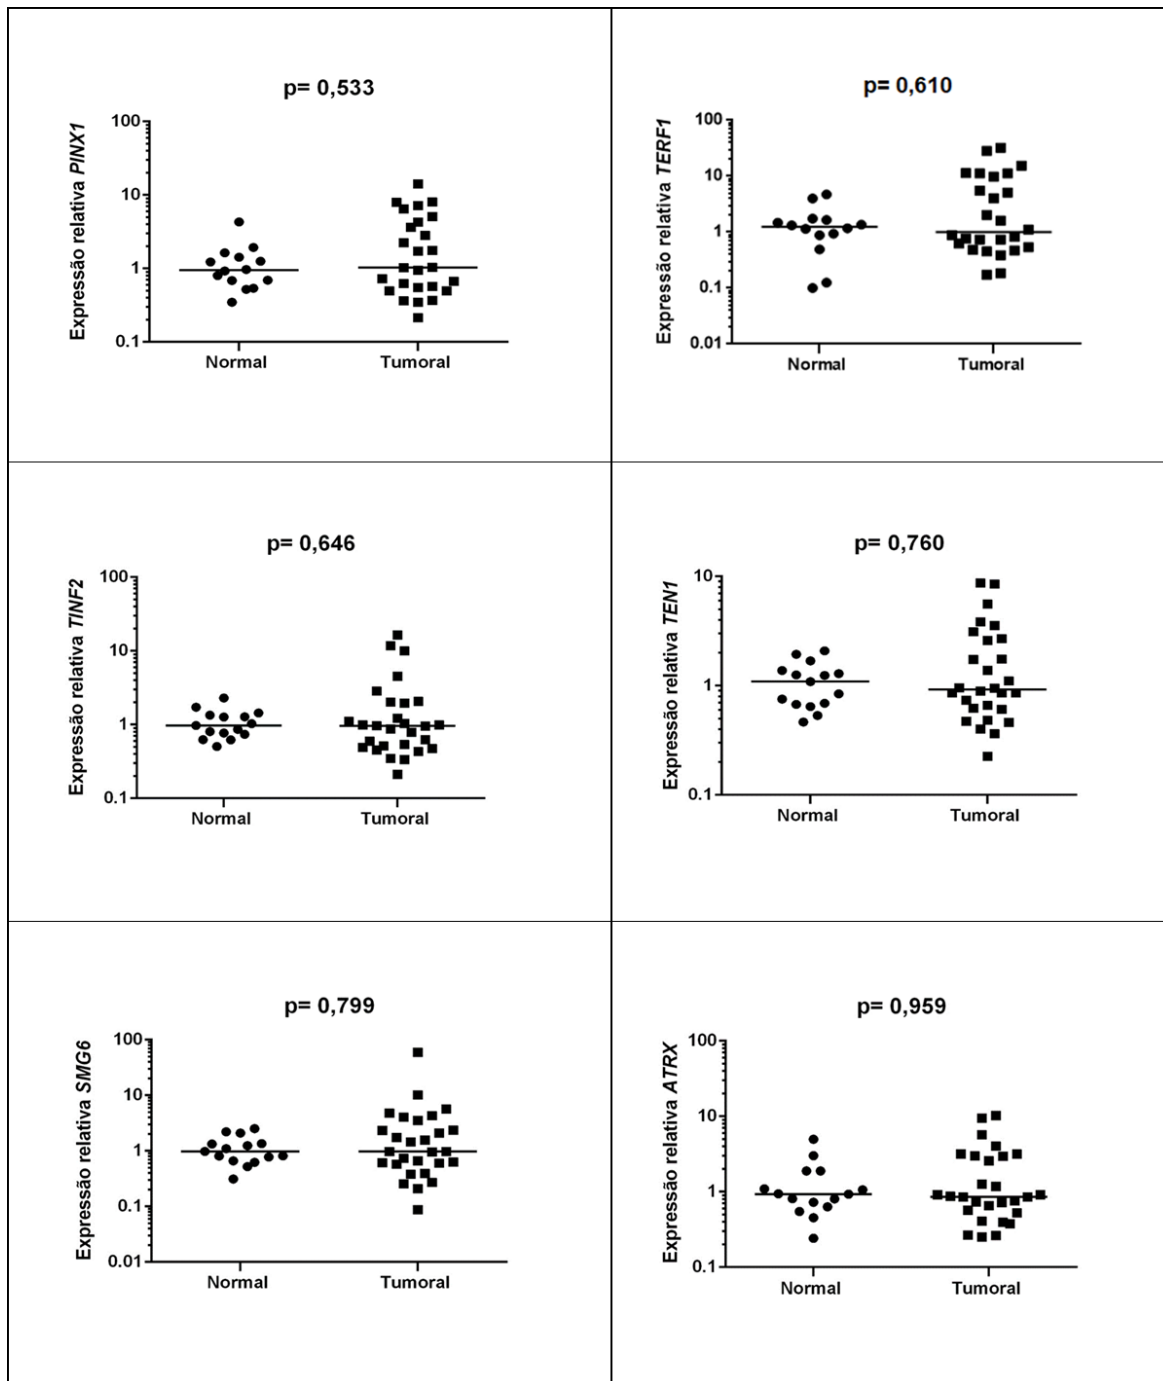 p= 0,533
Expressão relativa PINX1
100
10
1
0.1
Normal
Tumoral
p= 0,610
Expressão relativa TERF1
100
10
1
0.1
0.01
Normal
Tumoral
p= 0,646
Expressão relativa TINF2
100
10
1
0.1
Normal
Tumoral
p= 0,760
Expressão relativa TEN1
10
1
0.1
Normal
Tumoral
p= 0,799
Expressão relativa SMG6
100
10
1
0.1
0.01
Normal
Tumoral
p= 0,959
Expressão relativa ATRX
100
10
1
0.1
Normal
Tumoral